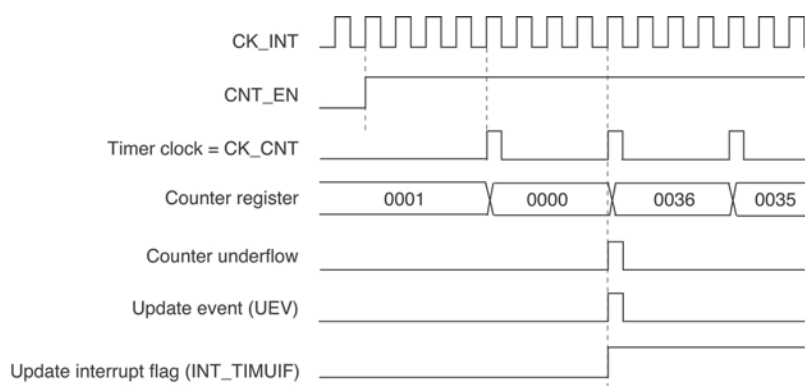 CK_INT
CNT_EN
Timer clock = CK_CNT
Counter register 0001 0000 0036 0035
Counter underflow
Update event (UEV)
Update interrupt flag (INT_TIMUIF)